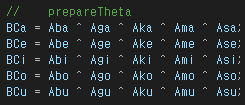 //    prepareTheta
BCa = Aba ^ Aga ^ Aka ^ Ama ^ Asa;
BCe = Abe ^ Age ^ Ake ^ Ame ^ Ase;
BCi = Abi ^ Agi ^ Aki ^ Ami ^ Asi;
BCo = Abo ^ Ago ^ Ako ^ Amo ^ Aso;
BCu = Abu ^ Agu ^ Aku ^ Amu ^ Asu;